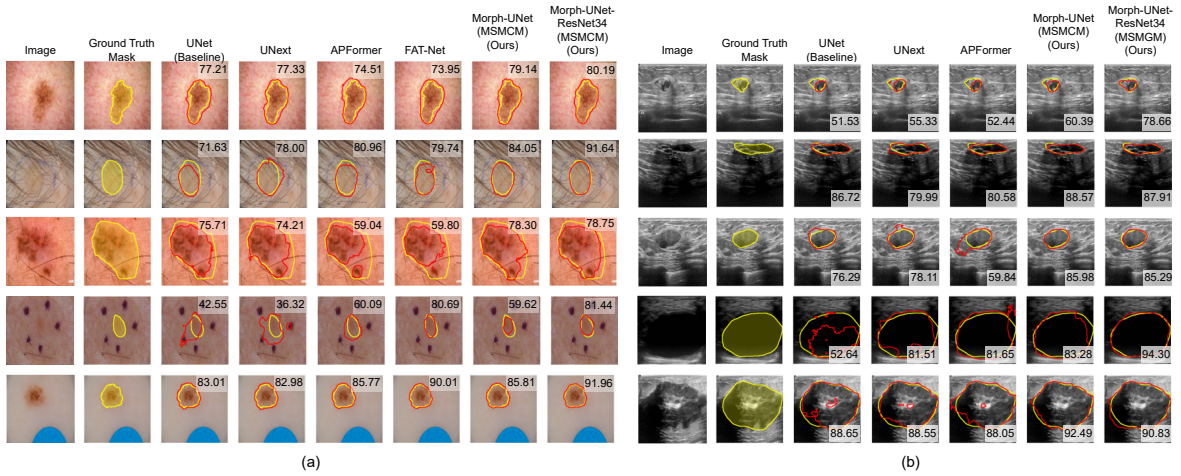 Image
Ground Truth
Mask
UNet
(Baseline)
UNext
APFormer
FAT-Net
Morph-UNet
(MSMCM)
(Ours)
Morph-UNet-
ResNet34
(MSMCM)
(Ours)
77.21 77.33 74.51 73.95 79.14 80.19
71.63 78.00 80.96 79.74 84.05 91.64
75.71 74.21 59.04 59.80 78.30 78.75
42.55 36.32 60.09 80.69 59.62 81.44
83.01 82.98 85.77 90.01 85.81 91.96
(a)
Image
Ground Truth
Mask
UNet
(Baseline)
UNext
APFormer
Morph-UNet
(MSMCM)
(Ours)
Morph-UNet-
ResNet34
(MSMGM)
(Ours)
51.53 55.33 52.44 60.39 78.66
86.72 79.99 80.58 88.57 87.91
76.29 78.11 59.84 85.98 85.29
52.64 81.51 81.65 83.28 94.30
88.65 88.55 88.05 92.49 90.83
(b)